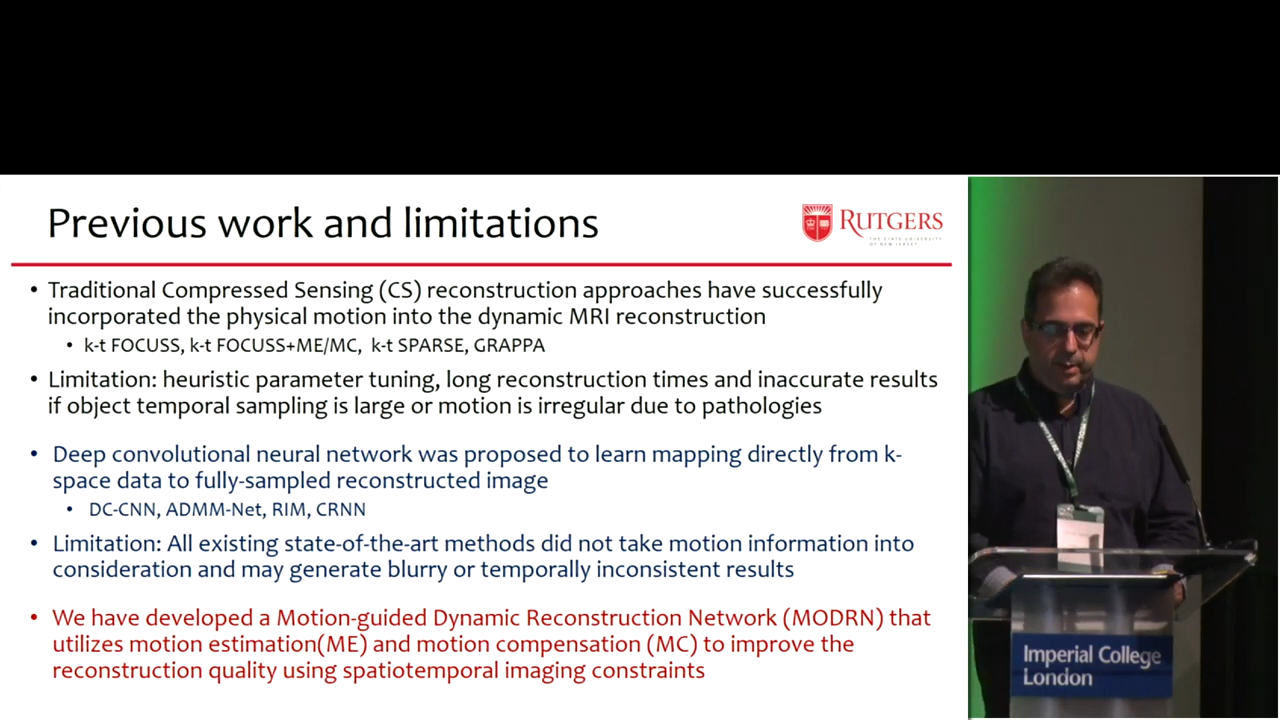 Previous work and limitations
RUTGERS
THE STATE UNIVERSITY
OF NEW JERSEY
• Traditional Compressed Sensing (CS) reconstruction approaches have successfully
incorporated the physical motion into the dynamic MRI reconstruction
• k-t FOCUSS, k-t FOCUSS+ME/MC, k-t SPARSE, GRAPPA
• Limitation: heuristic parameter tuning, long reconstruction times and inaccurate results
if object temporal sampling is large or motion is irregular due to pathologies
• Deep convolutional neural network was proposed to learn mapping directly from k-
space data to fully-sampled reconstructed image
• DC-CNN, ADMM-Net, RIM, CRNN
• Limitation: All existing state-of-the-art methods did not take motion information into
consideration and may generate blurry or temporally inconsistent results
• We have developed a Motion-guided Dynamic Reconstruction Network (MODRN) that
utilizes motion estimation(ME) and motion compensation (MC) to improve the
reconstruction quality using spatiotemporal imaging constraints
Imperial College
London